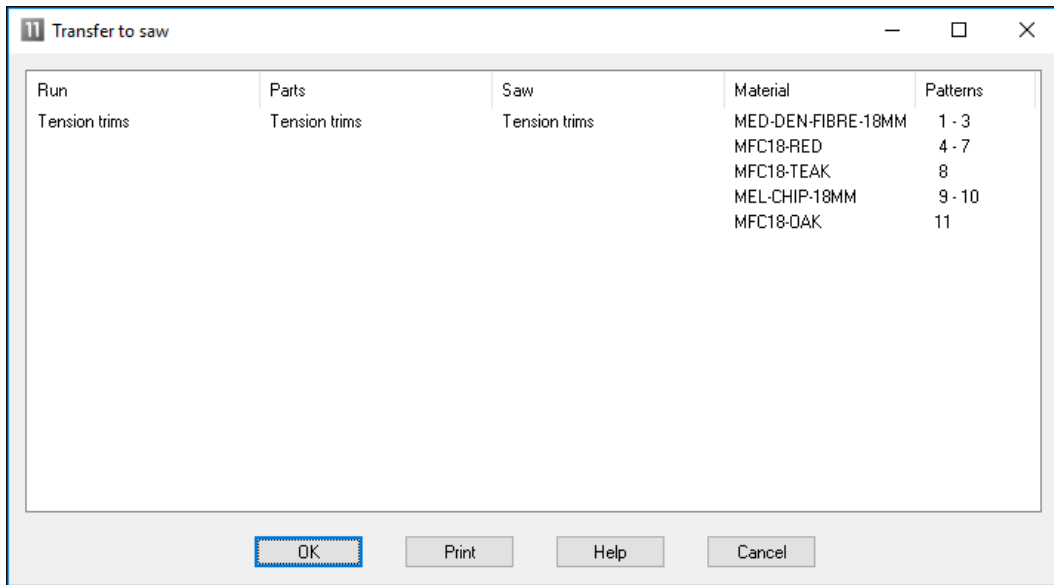 11 Transfer to saw
Run Parts Saw Material Patterns
Tension trims Tension trims Tension trims MED-DEN-FIBRE-18MM 1 - 3
MFC18-RED 4 - 7
MFC18-TEAK 8
MEL-CHIP-18MM 9 - 10
MFC18-OAK 11
OK Print Help Cancel